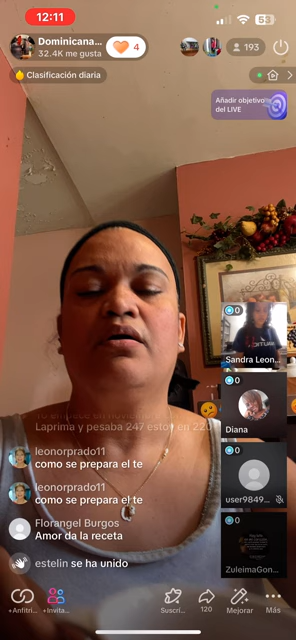 12:11
53
Dominicana...
32.4K me gusta
4
193
Clasificación diaria
Añadir objetivo
del LIVE
0
Sandra Leon...
0
Diana
0
user9849...
0
ZuleimaGon...
Laprima y pesaba 247 estoy en 220
leonorprado11
como se prepara el te
leonorprado11
como se prepara el te
Florangel Burgos
Amor da la receta
estelin se ha unido
+Anfitri...
+Invita...
Suscri...
120
Mejorar
Más